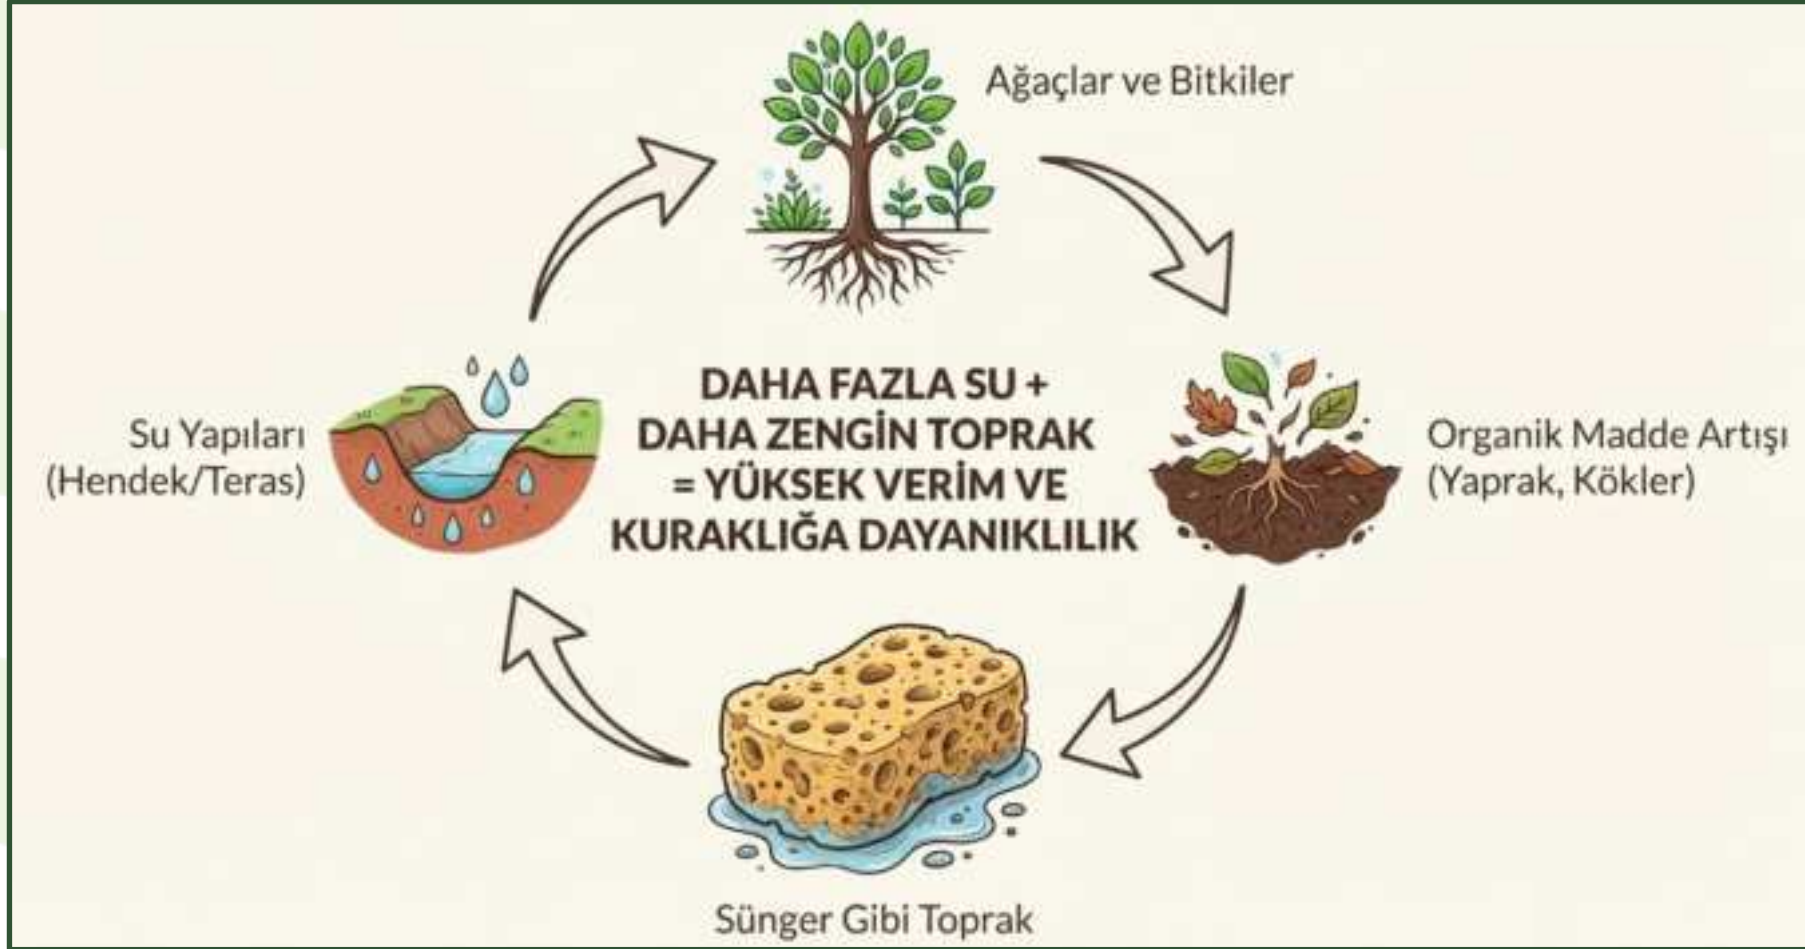 Ağaçlar ve Bitkiler
Su Yapıları
(Hendek/Teras)
DAHA FAZLA SU +
DAHA ZENGİN TOPRAK
= YÜKSEK VERİM VE
KURAKLIĞA DAYANIKLILIK
Organik Madde Artışı
(Yaprak, Kökler)
Sünger Gibi Toprak